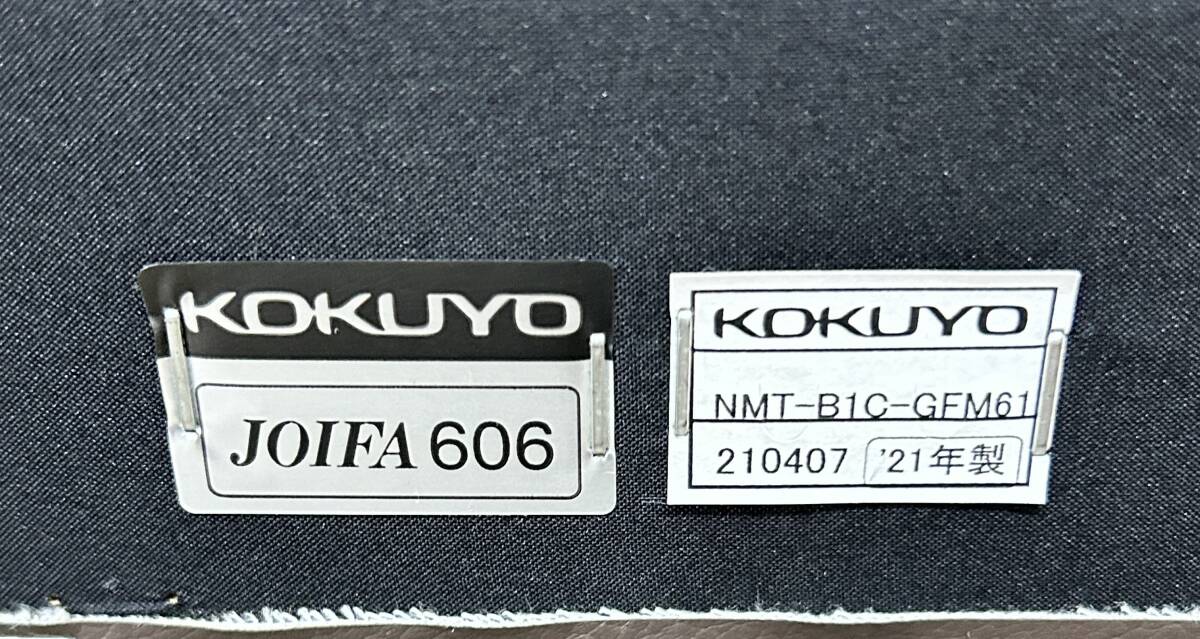 KOKUYO
JOIFA 606
KOKUYO
NMT-B1C-GFM61
210407 '21年製